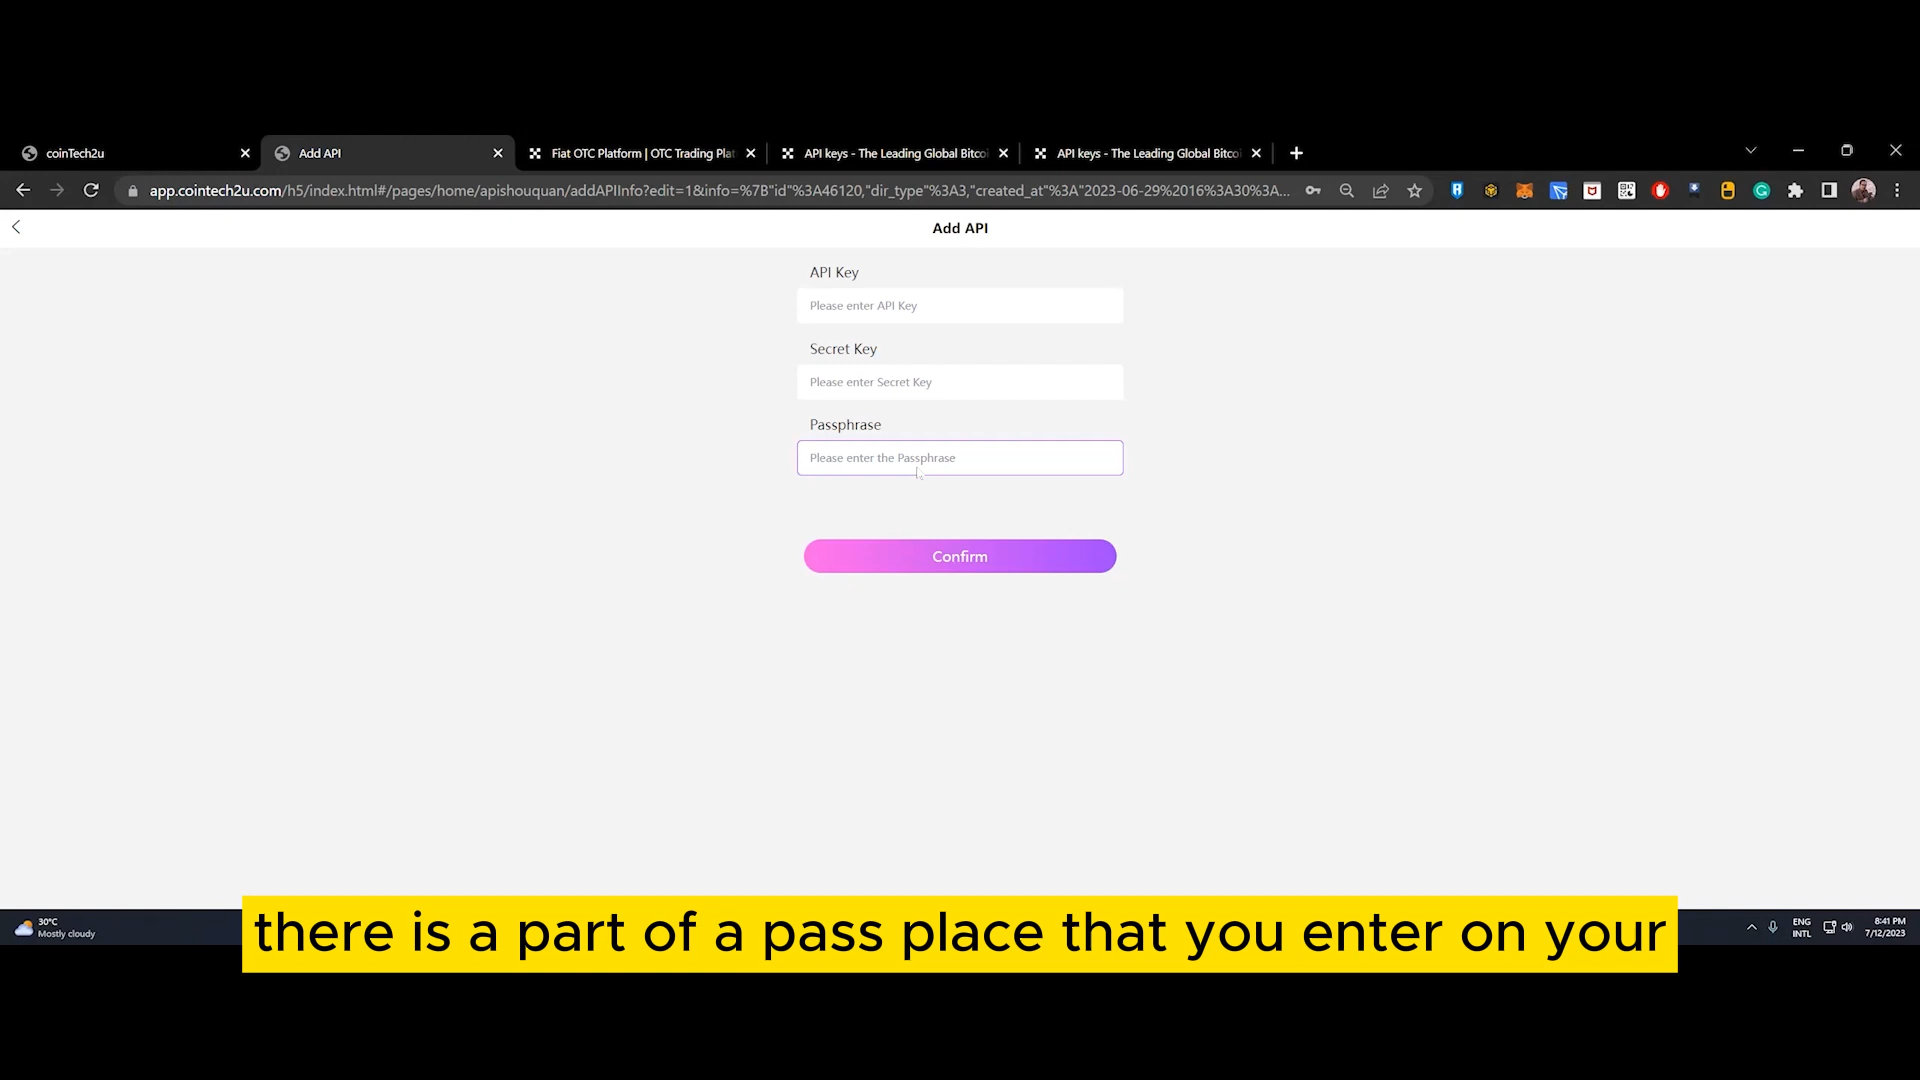 coinTech2u
Add API
Fiat OTC Platform | OTC Trading Plat
API keys - The Leading Global Bitcoi
API keys - The Leading Global Bitcoi
app.cointech2u.com/h5/index.html#/pages/home/apishouquan/addAPIInfo?edit=1&info=%7B"id"%3A46120,"dir_type"%3A3,"created_at"%3A"2023-06-29%2016%3A30%3A...
Add API
API Key
Please enter API Key
Secret Key
Please enter Secret Key
Passphrase
Please enter the Passphrase
Confirm
30°C
Mostly cloudy
there is a part of a pass place that you enter on your
ENG
INTL
8:41 PM
7/12/2023